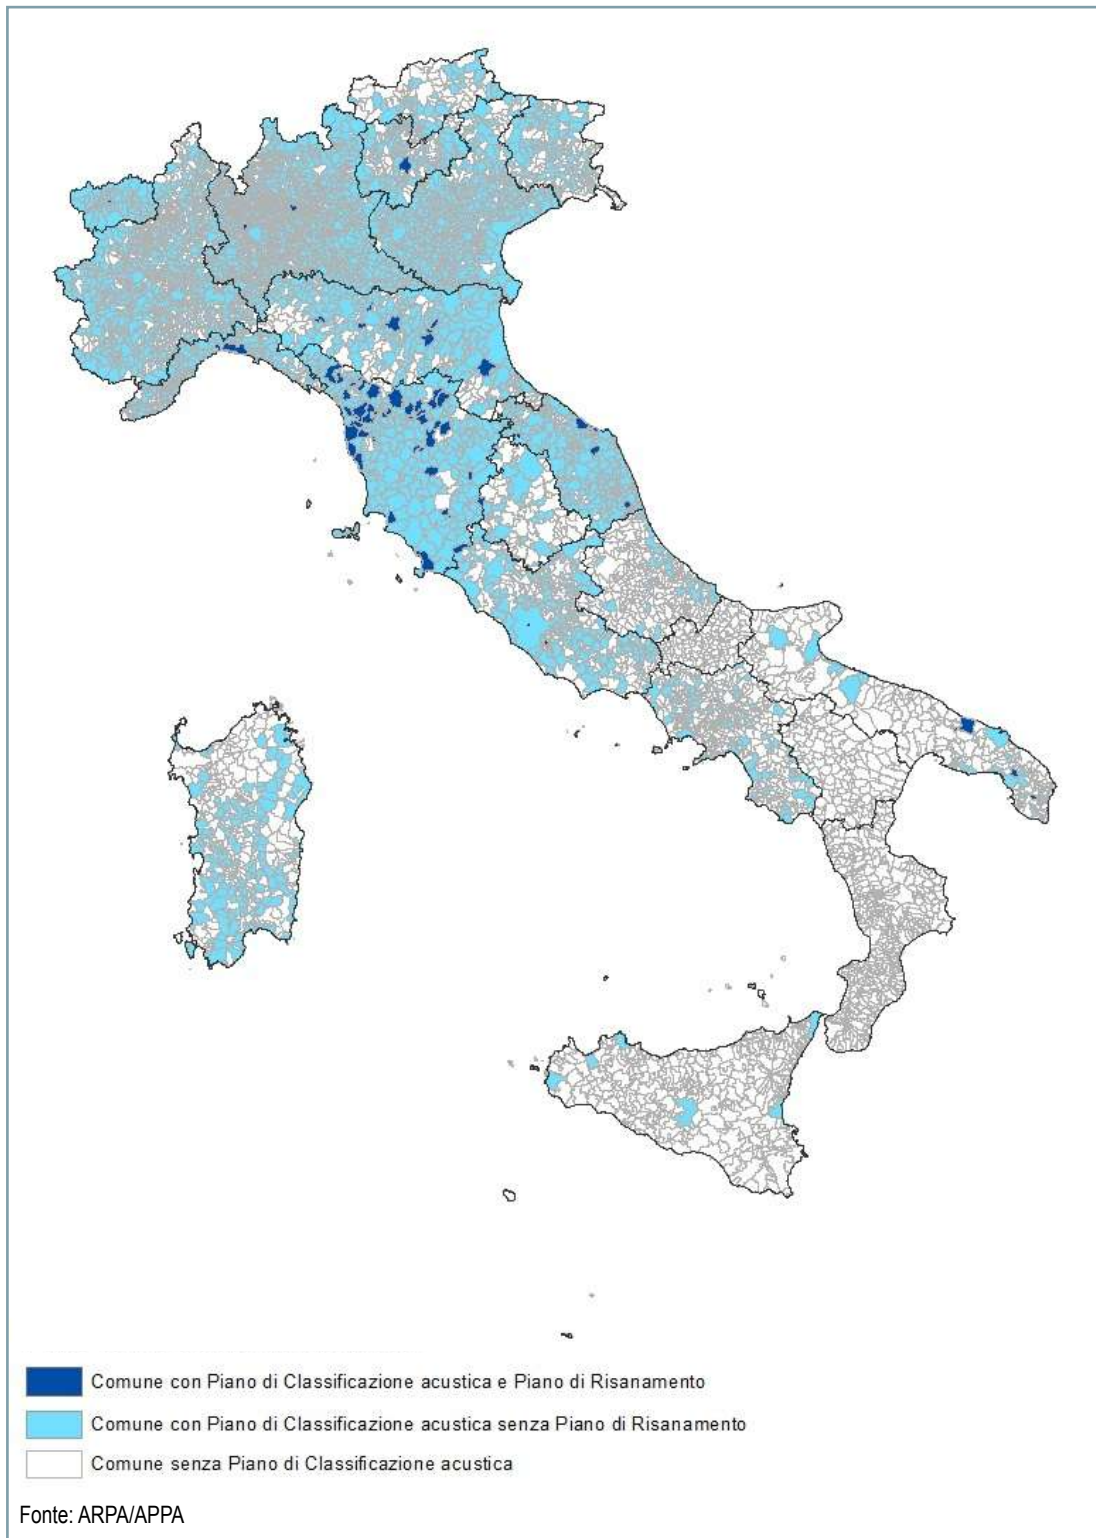 Comune con Piano di Classificazione acustica e Piano di Risanamento
Comune con Piano di Classificazione acustica senza Piano di Risanamento
Comune senza Piano di Classificazione acustica
Fonte: ARPA/APPA